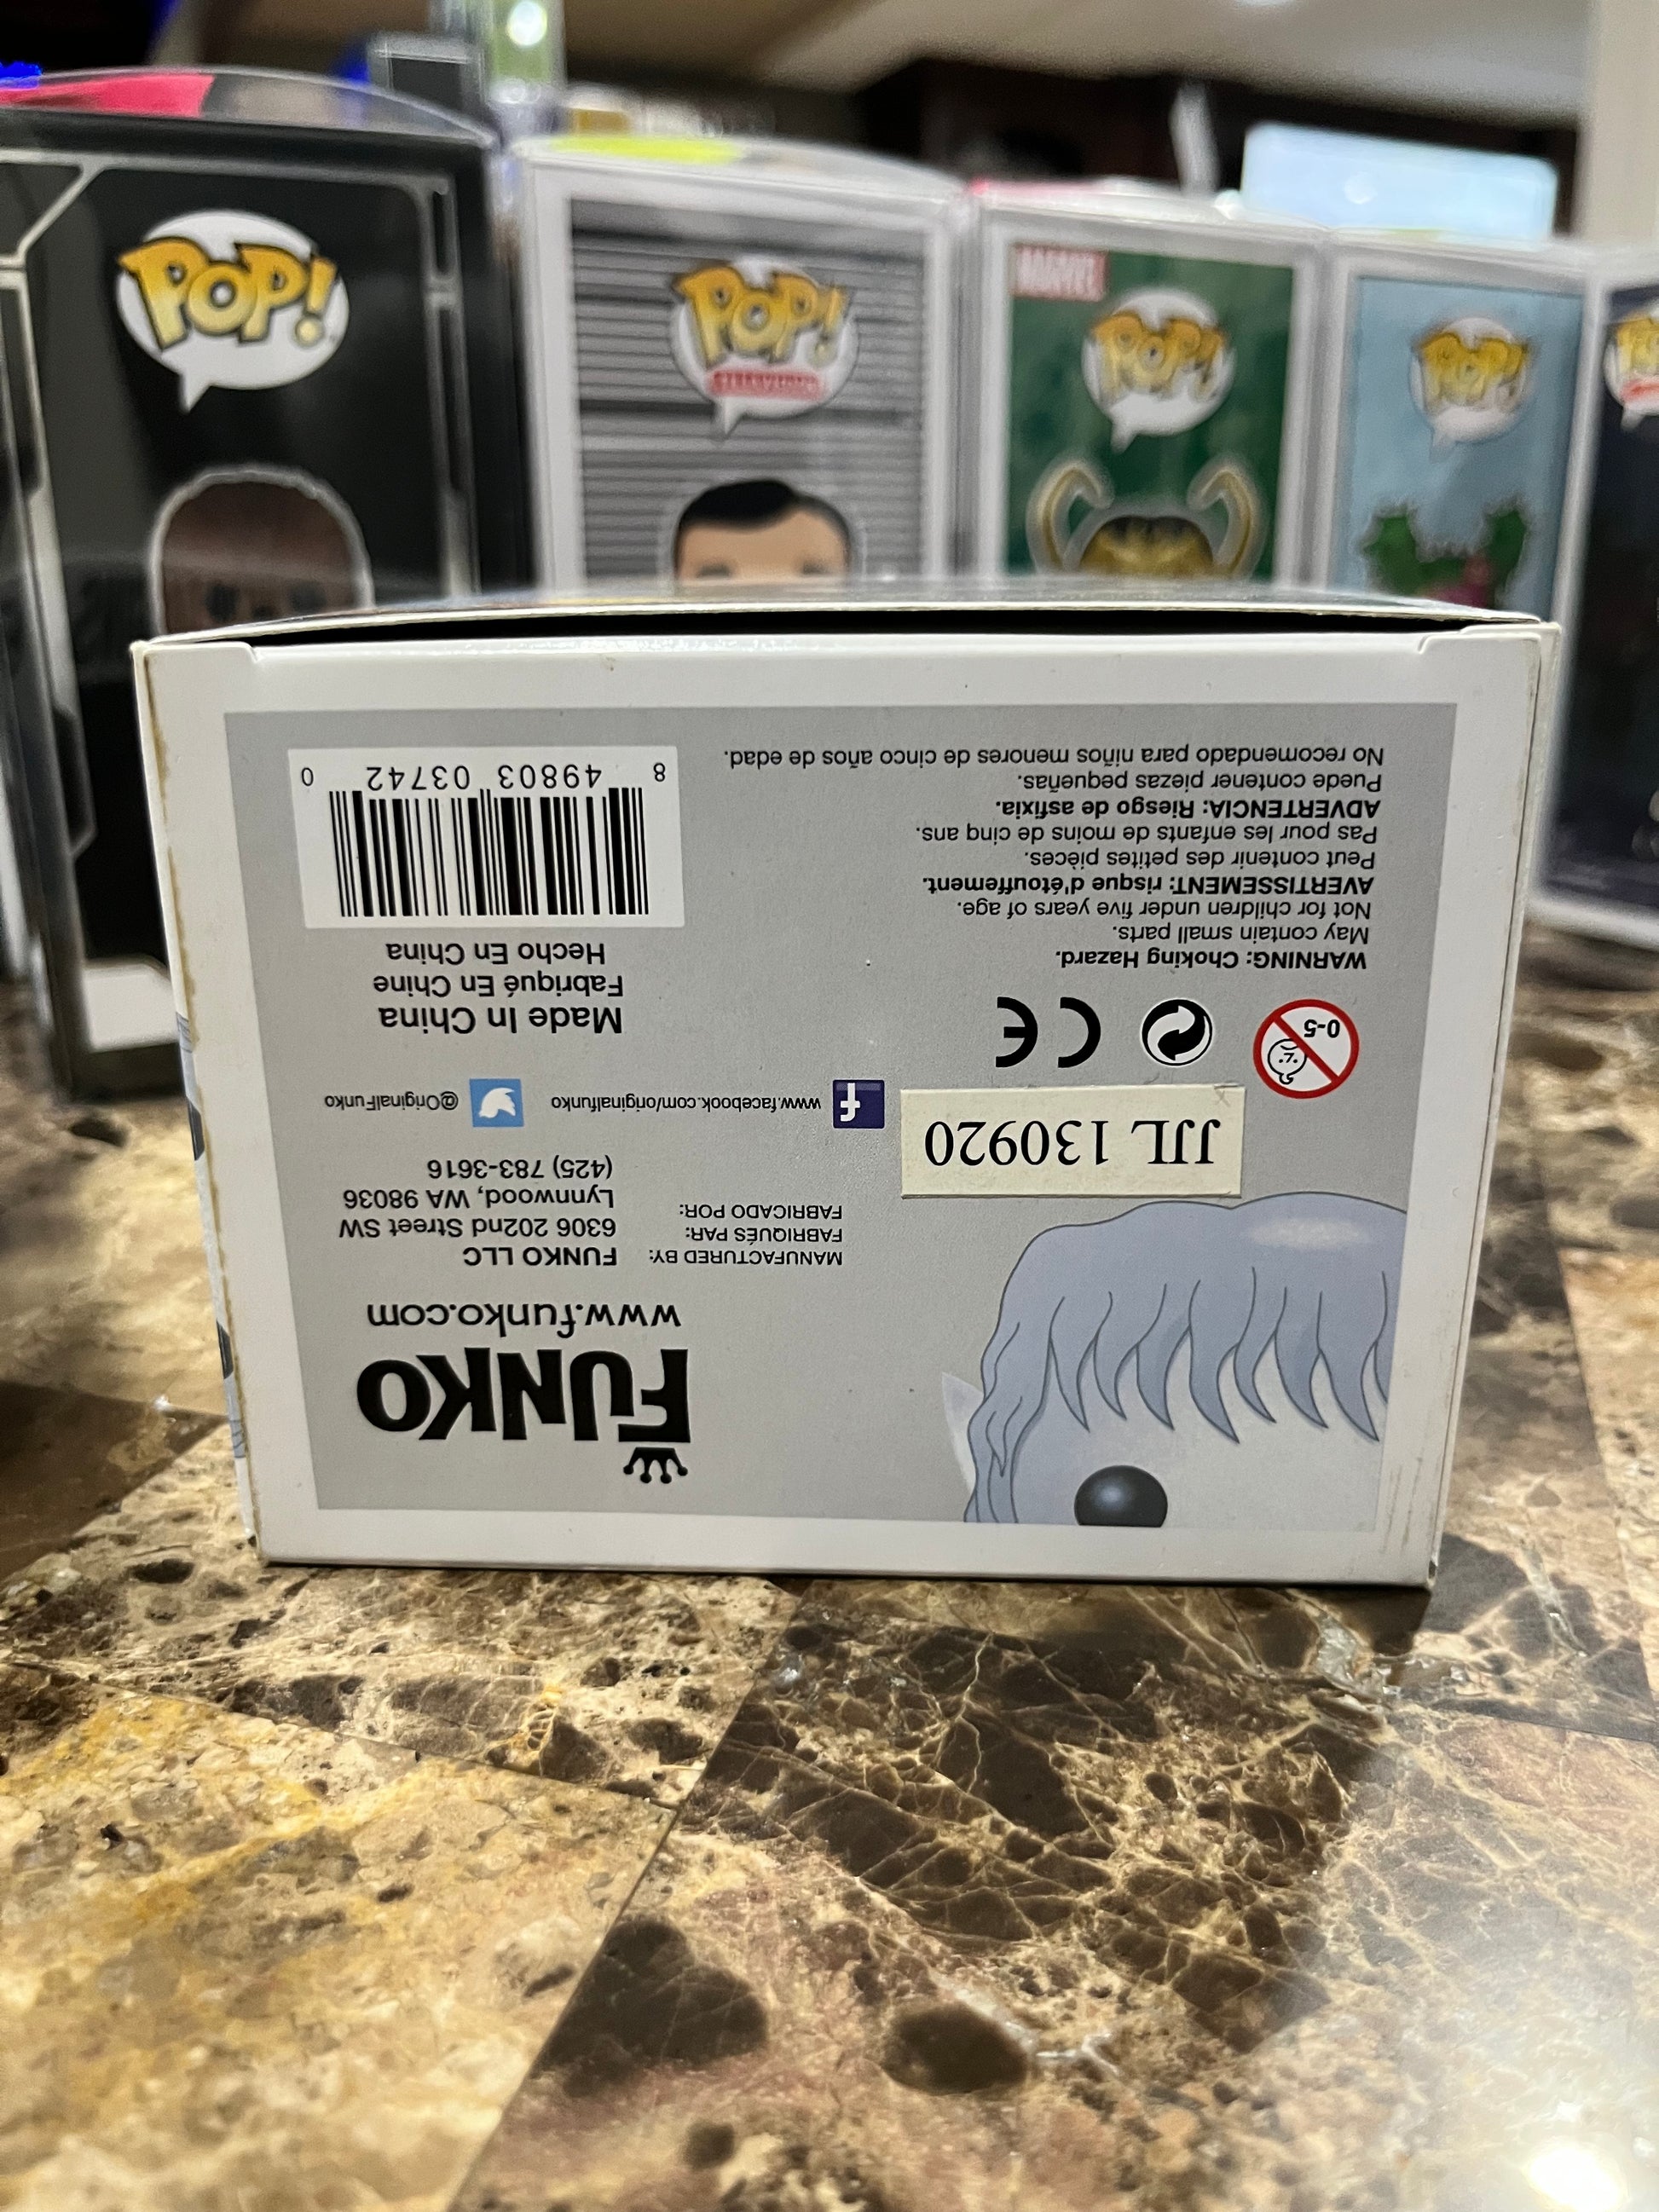 POP!
POP!
TELEVISION
MARVEL
POP!
POP!
FUNKO
www.funko.com
MANUFACTURED BY:
FABRIQUÉS PAR:
FABRICADO POR:
FUNKO LLC
6306 202nd Street SW
Lynnwood, WA 98036
(425) 783-3616
JJL 130920
www.facebook.com/originalfunko
@OriginalFunko
0-5
CE
Made In China
Fabriqué En Chine
Hecho En China
WARNING: Choking Hazard.
May contain small parts.
Not for children under five years of age.
AVERTISSEMENT: risque d'étouffement.
Peut contenir des petites pièces.
Pas pour les enfants de moins de cinq ans.
ADVERTENCIA: Riesgo de asfixia.
Puede contener piezas pequeñas.
No recomendado para niños menores de cinco años de edad.
8 49803 03742 0